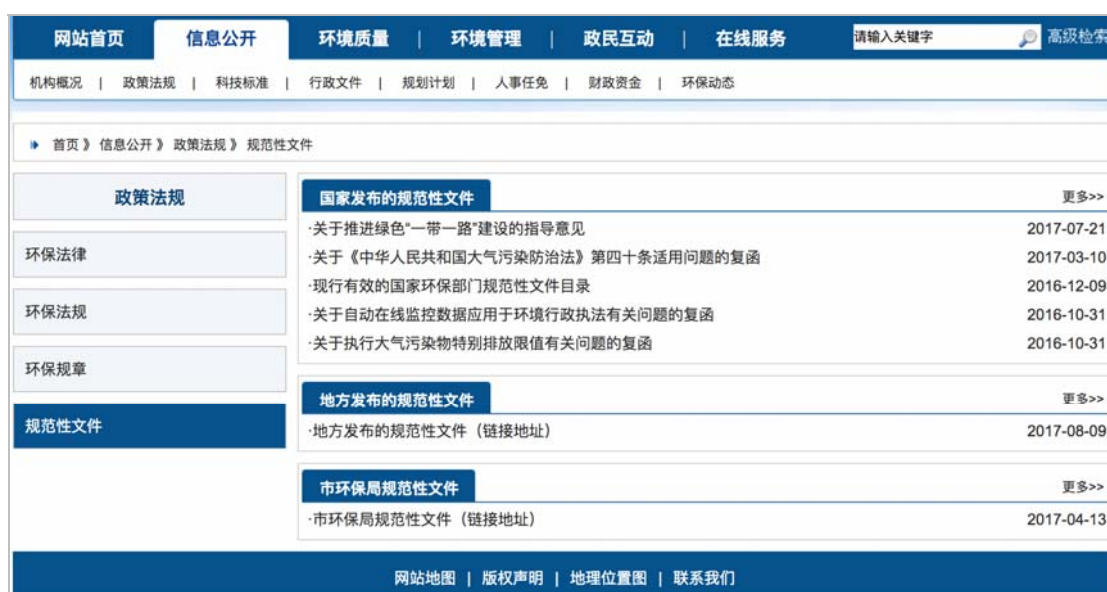 网站首页 信息公开 环境质量 | 环境管理 | 政民互动 | 在线服务 请输入关键字 高级检索
机构概况 | 政策法规 | 科技标准 | 行政文件 | 规划计划 | 人事任免 | 财政资金 | 环保动态
首页 》 信息公开 》 政策法规 》 规范性文件
政策法规
环保法律
环保法规
环保规章
规范性文件
国家发布的规范性文件 更多>>
·关于推进绿色“一带一路”建设的指导意见 2017-07-21
·关于《中华人民共和国大气污染防治法》第四十条适用问题的复函 2017-03-10
·现行有效的国家环保部门规范性文件目录 2016-12-09
·关于自动在线监控数据应用于环境行政执法有关问题的复函 2016-10-31
·关于执行大气污染物特别排放限值有关问题的复函 2016-10-31
地方发布的规范性文件 更多>>
·地方发布的规范性文件（链接地址） 2017-08-09
市环保局规范性文件 更多>>
·市环保局规范性文件（链接地址） 2017-04-13
网站地图 | 版权声明 | 地理位置图 | 联系我们